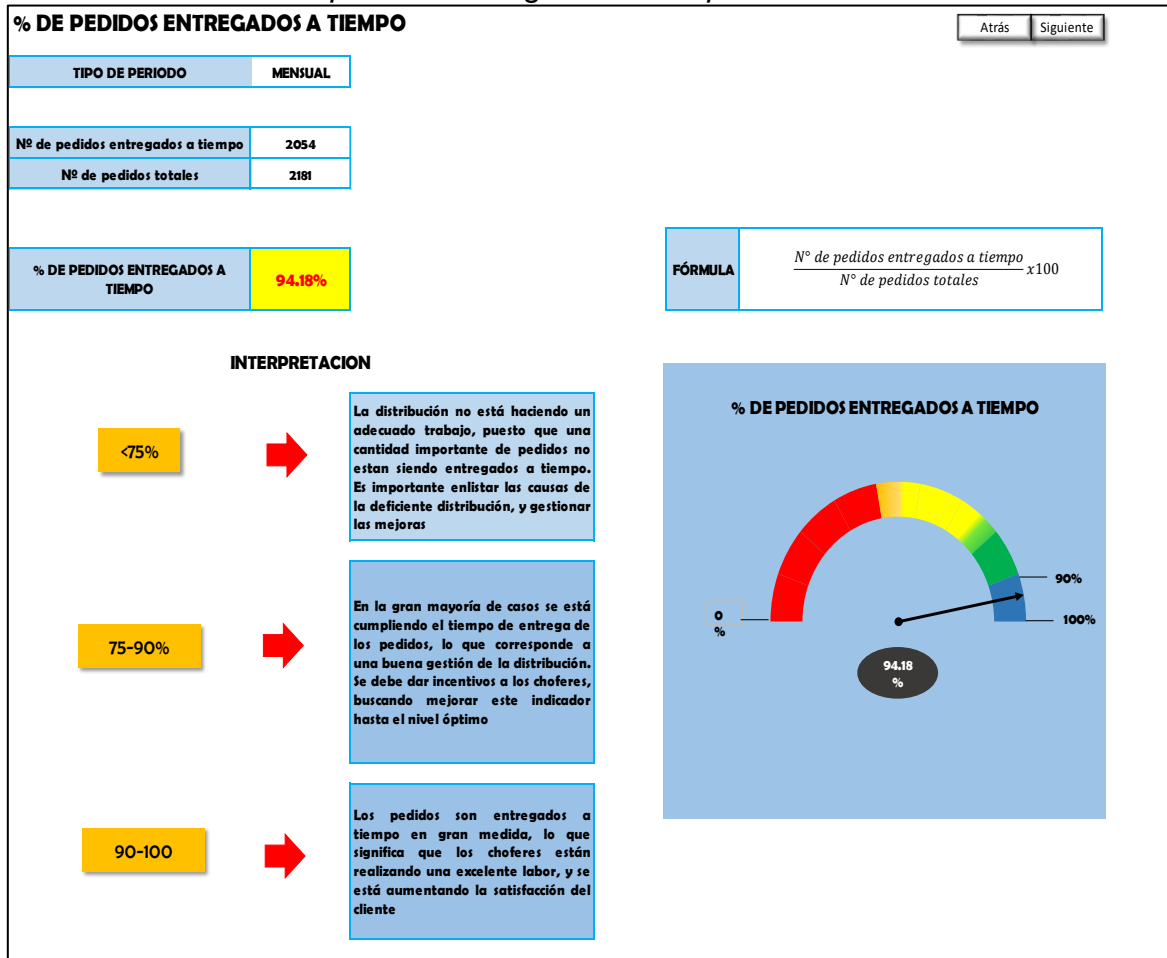 % DE PEDIDOS ENTREGADOS A TIEMPO
Atrás Siguiente
TIPO DE PERIODO MENSUAL
Nº de pedidos entregados a tiempo 2054
Nº de pedidos totales 2181
% DE PEDIDOS ENTREGADOS A
TIEMPO
94.18%
FÓRMULA
N° de pedidos entregados a tiempo
N° de pedidos totales
x100
INTERPRETACION
<75%
La distribución no está haciendo un
adecuado trabajo, puesto que una
cantidad importante de pedidos no
estan siendo entregados a tiempo.
Es importante enlistar las causas de
la deficiente distribución, y gestionar
las mejoras
75-90%
En la gran mayoría de casos se está
cumpliendo el tiempo de entrega de
los pedidos, lo que corresponde a
una buena gestión de la distribución.
Se debe dar incentivos a los choferes,
buscando mejorar este indicador
hasta el nivel óptimo
90-100
Los pedidos son entregados a
tiempo en gran medida, lo que
significa que los choferes están
realizando una excelente labor, y se
está aumentando la satisfacción del
cliente
% DE PEDIDOS ENTREGADOS A TIEMPO
0
%
90%
100%
94.18
%